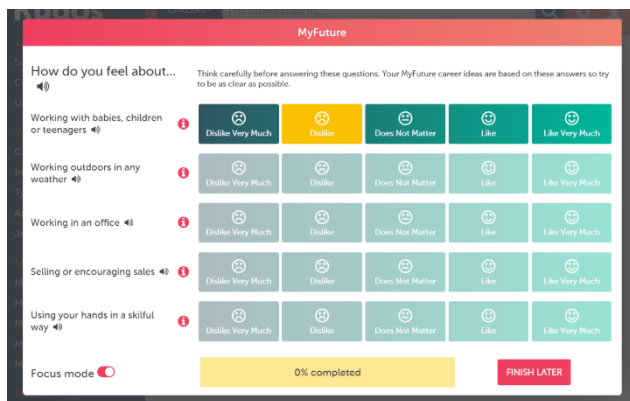 Kudos
MyFuture
How do you feel about...
Think carefully before answering these questions. Your MyFuture career ideas are based on these answers so try
to be as clear as possible.
Working with babies, children
or teenagers
Dislike Very Much
Dislike
Does Not Matter
Like
Like Very Much
Working outdoors in any
weather
Dislike Very Much
Dislike
Does Not Matter
Like
Like Very Much
Working in an office
Dislike Very Much
Dislike
Does Not Matter
Like
Like Very Much
Selling or encouraging sales
Dislike Very Much
Dislike
Does Not Matter
Like
Like Very Much
Using your hands in a skilful
way
Dislike Very Much
Dislike
Does Not Matter
Like
Like Very Much
Focus mode
0% completed
FINISH LATER